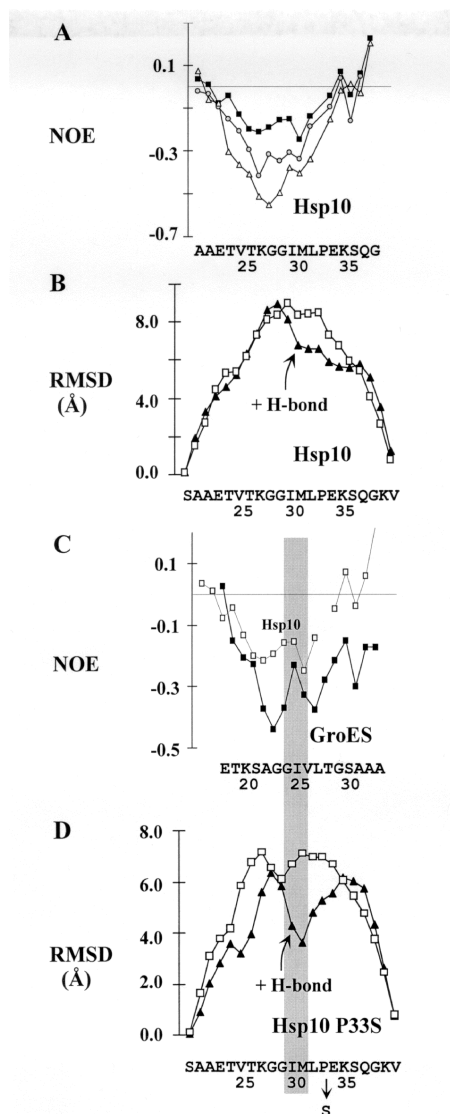 A
0.1
NOE
-0.3
-0.7
Hsp10
AAETVTKGGIMLPEKSQG
25 30 35
B
8.0
RMSD
(Å)
4.0
0.0
+ H-bond
Hsp10
SAAETVTKGGIMLPEKSQGKV
25 30 35
C
0.1
-0.1
NOE
-0.3
-0.5
Hsp10
GroES
ETKSAGGIVLTGSAAA
20 25 30
D
8.0
6.0
RMSD
(Å)
4.0
2.0
0.0
+ H-bond
Hsp10 P33S
SAAETVTKGGIMLPEKSQGKV
25 30 35
S